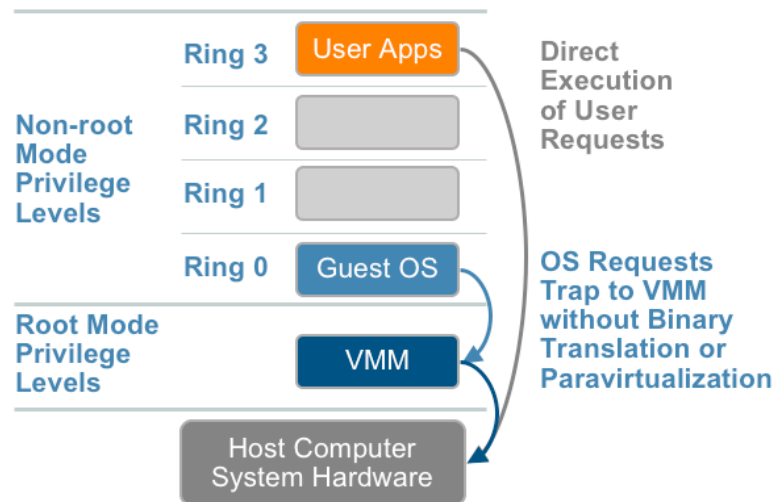 Ring 3
User Apps
Direct
Execution
of User
Requests
Non-root
Mode
Privilege
Levels
Ring 2
Ring 1
Ring 0
Guest OS
OS Requests
Trap to VMM
without Binary
Translation or
Paravirtualization
Root Mode
Privilege
Levels
VMM
Host Computer
System Hardware